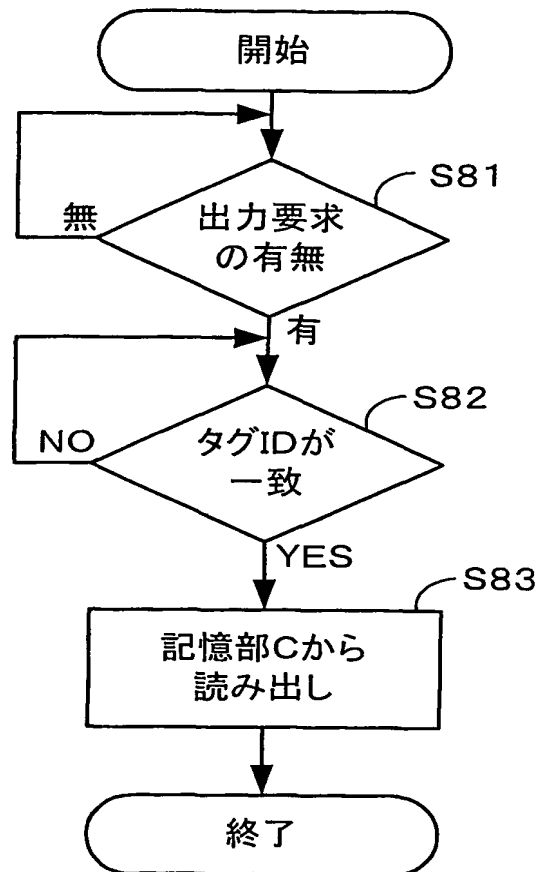 開始
S81
無
出力要求
の有無
有
S82
NO
タグIDが
一致
YES
S83
記憶部Cから
読み出し
終了